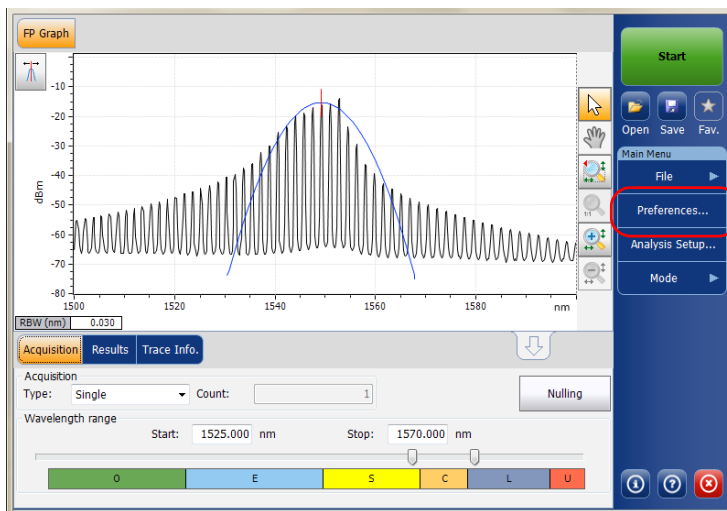 FP Graph
Start
-10
-20
-30
-40
-50
-60
-70
-80
dBm
1500 1520 1540 1560 1580 nm
RBW (nm) 0.030
1:1
Open Save Fav.
Main Menu
File
Preferences...
Analysis Setup...
Mode
Acquisition Results Trace Info.
Acquisition
Type: Single Count: 1
Nulling
Wavelength range
Start: 1525.000 nm Stop: 1570.000 nm
O E S C L U